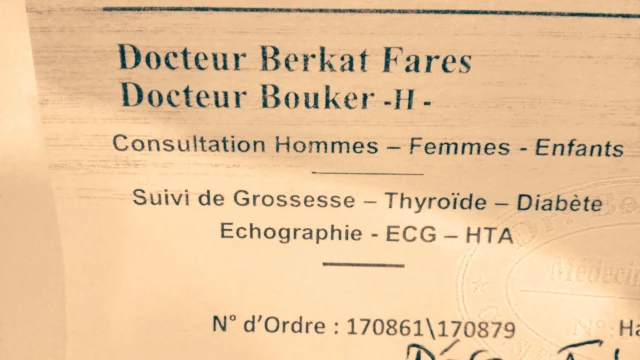 Docteur Berkat Fares
Docteur Bouker -H -
Consultation Hommes – Femmes - Enfants
Suivi de Grossesse – Thyroïde – Diabète
Echographie - ECG – HTA
Médecin
N° d'Ordre : 170861\170879